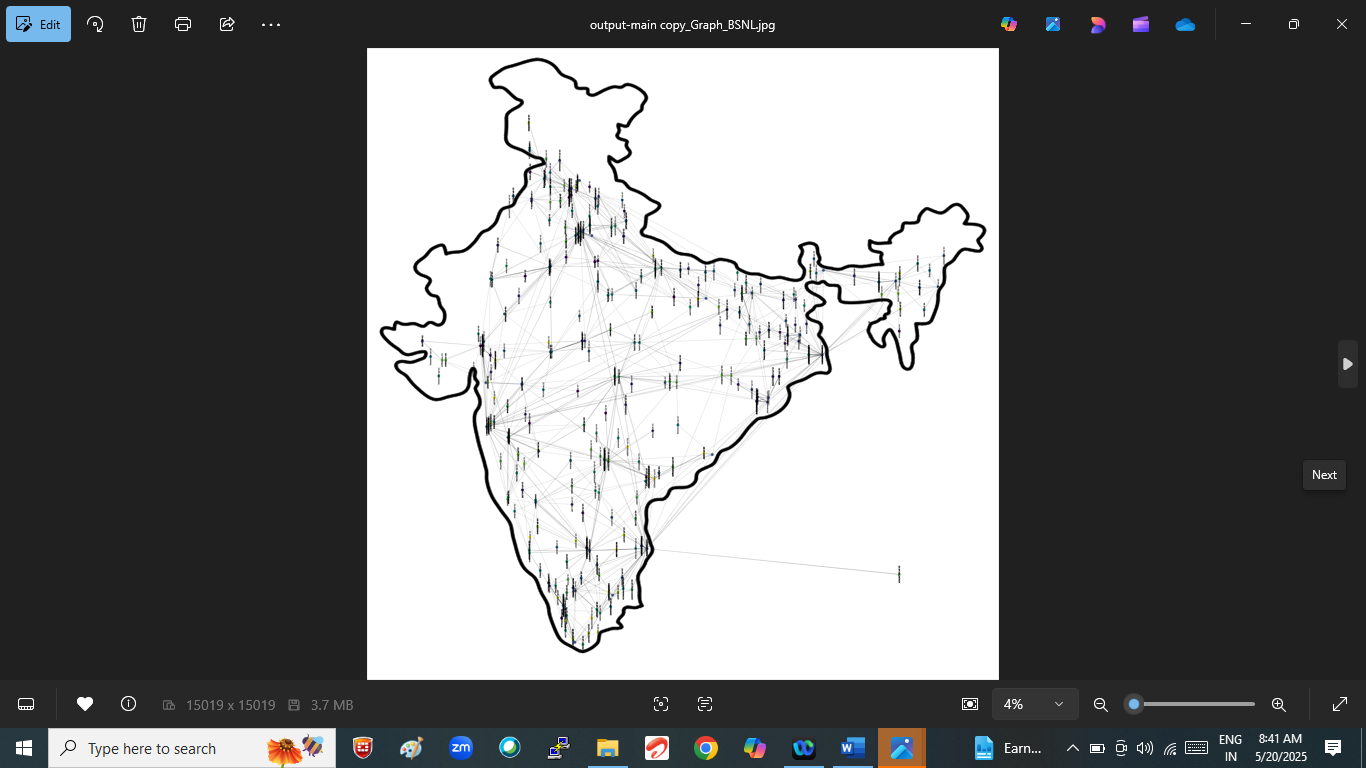 Edit
output-main copy_Graph_BSNL.jpg
Next
15019 x 15019
3.7 MB
4%
Type here to search
zm
W
Earn...
ENG
IN
8:41 AM
5/20/2025